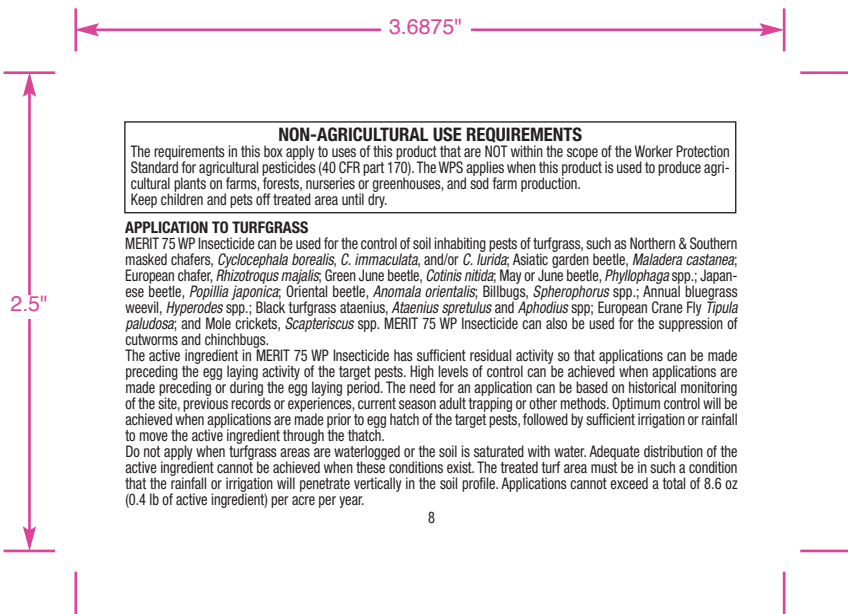 3.6875"
2.5"
NON-AGRICULTURAL USE REQUIREMENTS
The requirements in this box apply to uses of this product that are NOT within the scope of the Worker Protection
Standard for agricultural pesticides (40 CFR part 170). The WPS applies when this product is used to produce agri-
cultural plants on farms, forests, nurseries or greenhouses, and sod farm production.
Keep children and pets off treated area until dry.
APPLICATION TO TURFGRASS
MERIT 75 WP Insecticide can be used for the control of soil inhabiting pests of turfgrass, such as Northern & Southern
masked chafers, Cyclocephala borealis, C. immaculata, and/or C. lurida; Asiatic garden beetle, Maladera castanea;
European chafer, Rhizotroqus majalis; Green June beetle, Cotinis nitida; May or June beetle, Phyllophaga spp.; Japan-
ese beetle, Popillia japonica; Oriental beetle, Anomala orientalis; Billbugs, Spherophorus spp.; Annual bluegrass
weevil, Hyperodes spp.; Black turfgrass ataenius, Ataenius spretulus and Aphodius spp; European Crane Fly Tipula
paludosa; and Mole crickets, Scapteriscus spp. MERIT 75 WP Insecticide can also be used for the suppression of
cutworms and chinchbugs.
The active ingredient in MERIT 75 WP Insecticide has sufficient residual activity so that applications can be made
preceding the egg laying activity of the target pests. High levels of control can be achieved when applications are
made preceding or during the egg laying period. The need for an application can be based on historical monitoring
of the site, previous records or experiences, current season adult trapping or other methods. Optimum control will be
achieved when applications are made prior to egg hatch of the target pests, followed by sufficient irrigation or rainfall
to move the active ingredient through the thatch.
Do not apply when turfgrass areas are waterlogged or the soil is saturated with water. Adequate distribution of the
active ingredient cannot be achieved when these conditions exist. The treated turf area must be in such a condition
that the rainfall or irrigation will penetrate vertically in the soil profile. Applications cannot exceed a total of 8.6 oz
(0.4 lb of active ingredient) per acre per year.
8